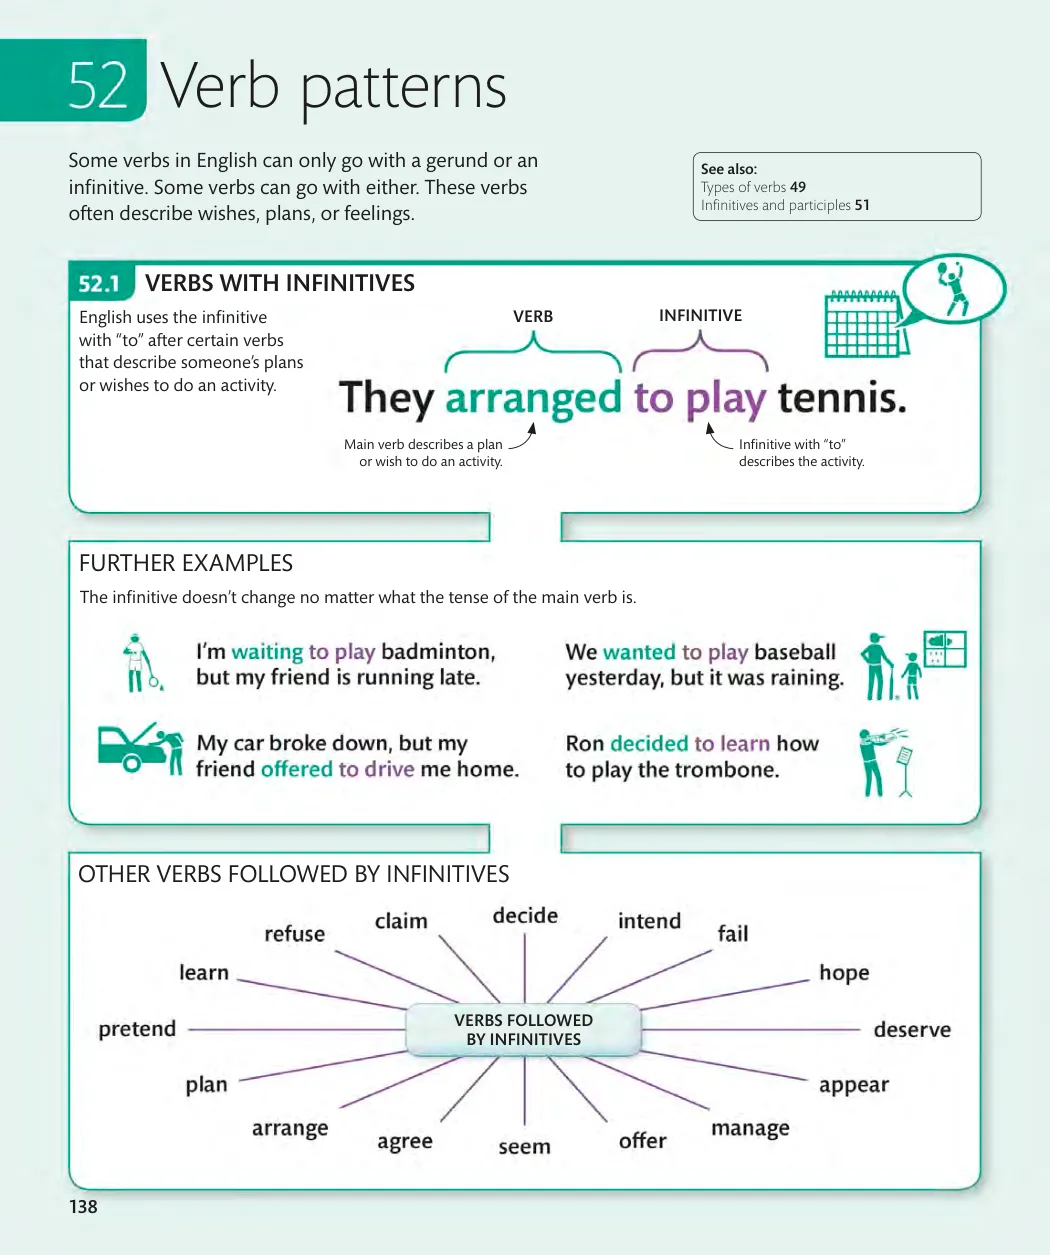 52 Verb patterns
Some verbs in English can only go with a gerund or an
infinitive. Some verbs can go with either. These verbs
often describe wishes, plans, or feelings.
See also:
Types of verbs 49
Infinitives and participles 51
52.1 VERBS WITH INFINITIVES
English uses the infinitive
with “to” after certain verbs
that describe someone’s plans
or wishes to do an activity.
VERB
INFINITIVE
They arranged to play tennis.
Main verb describes a plan
or wish to do an activity.
Infinitive with “to”
describes the activity.
FURTHER EXAMPLES
The infinitive doesn’t change no matter what the tense of the main verb is.
I’m waiting to play badminton,
but my friend is running late.
We wanted to play baseball
yesterday, but it was raining.
My car broke down, but my
friend offered to drive me home.
Ron decided to learn how
to play the trombone.
OTHER VERBS FOLLOWED BY INFINITIVES
refuse
claim
decide
intend
fail
learn
hope
pretend
VERBS FOLLOWED
BY INFINITIVES
deserve
plan
appear
arrange
agree
seem
offer
manage
138